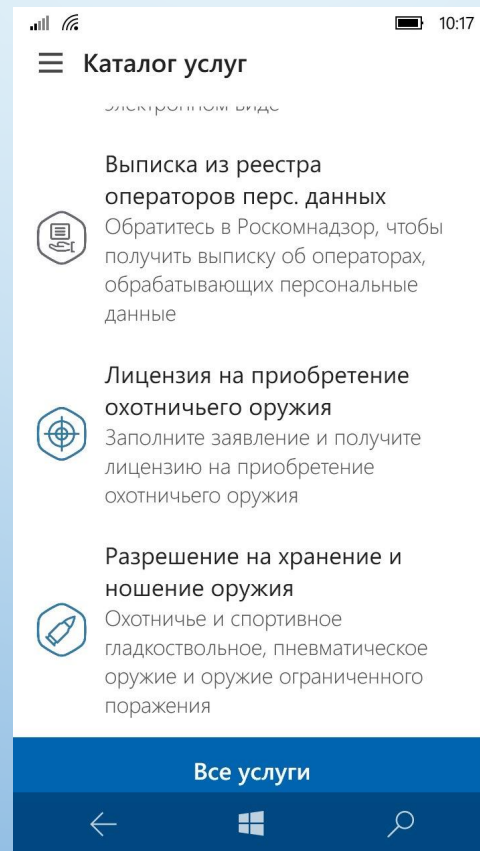 10:17
Каталог услуг
электронном виде
Выписка из реестра
операторов перс. данных
Обратитесь в Роскомнадзор, чтобы
получить выписку об операторах,
обрабатывающих персональные
данные
Лицензия на приобретение
охотничьего оружия
Заполните заявление и получите
лицензию на приобретение
охотничьего оружия
Разрешение на хранение и
ношение оружия
Охотничье и спортивное
гладкоствольное, пневматическое
оружие и оружие ограниченного
поражения
Все услуги